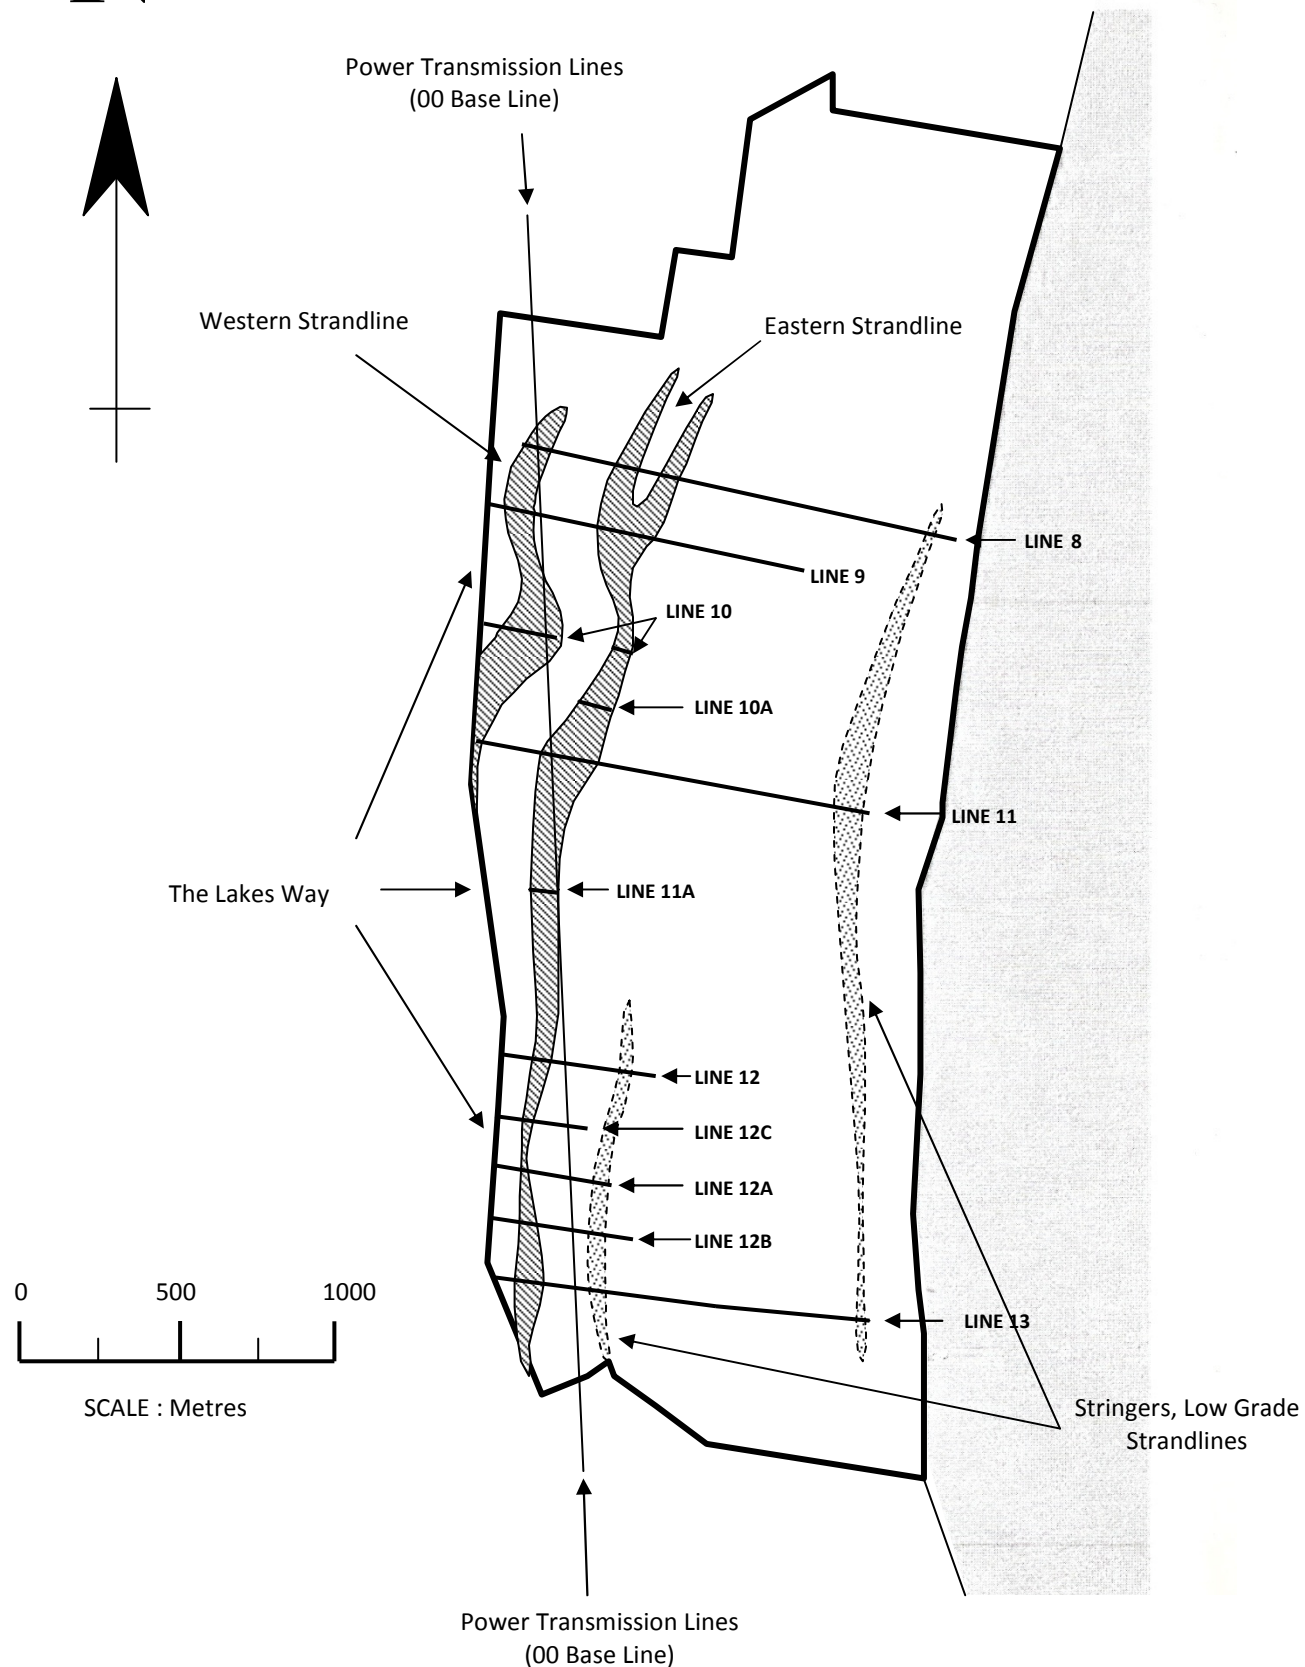 Power Transmission Lines
(00 Base Line)
Western Strandline
Eastern Strandline
LINE 8
LINE 9
LINE 10
LINE 10A
LINE 11
The Lakes Way
LINE 11A
LINE 12
LINE 12C
LINE 12A
LINE 12B
0 500 1000
LINE 13
SCALE : Metres
Stringers, Low Grade
Strandlines
Power Transmission Lines
(00 Base Line)